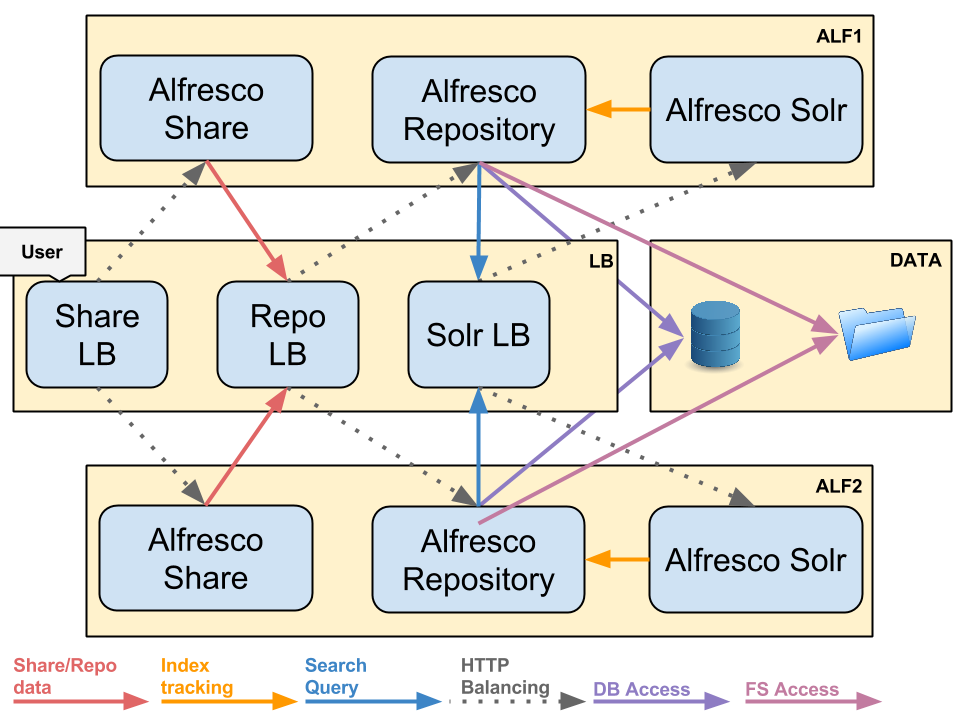 ALF1
Alfresco
Share
Alfresco
Repository
Alfresco Solr
User
LB
DATA
Share
LB
Repo
LB
Solr LB
ALF2
Alfresco
Share
Alfresco
Repository
Alfresco Solr
Share/Repo
data
Index
tracking
Search
Query
HTTP
Balancing
DB Access
FS Access